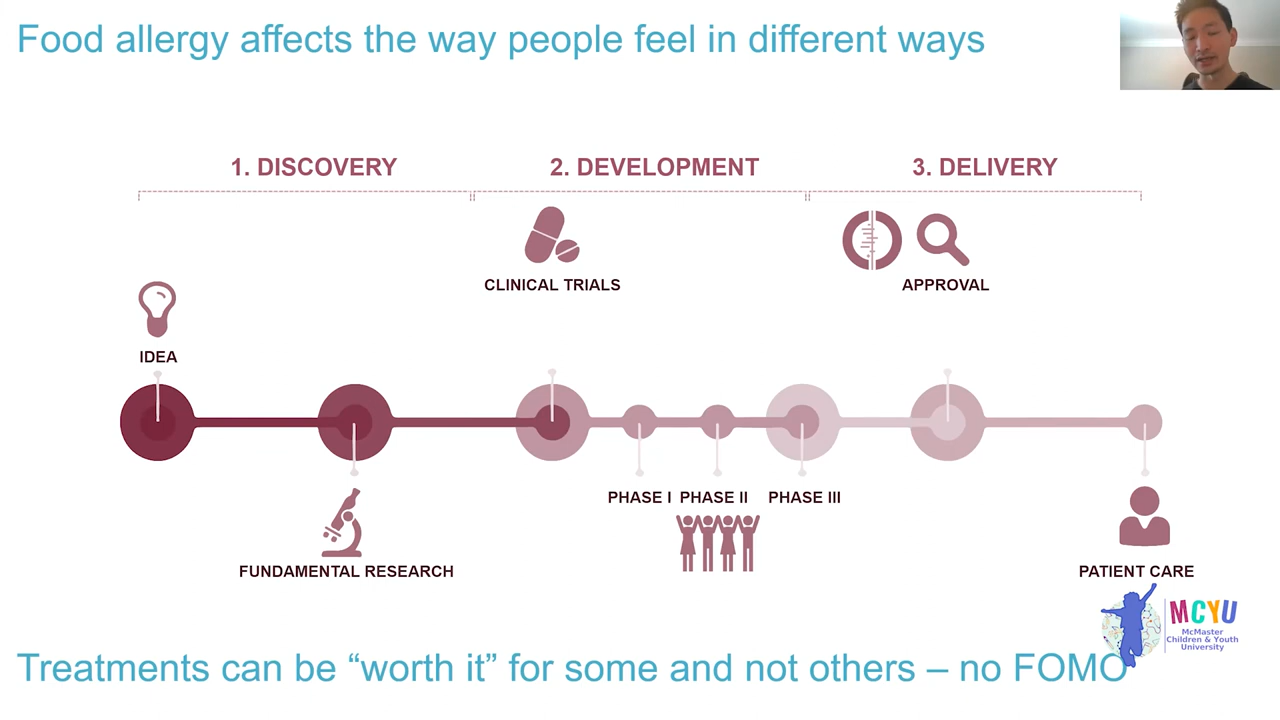 Food allergy affects the way people feel in different ways
1. DISCOVERY
2. DEVELOPMENT
3. DELIVERY
CLINICAL TRIALS
APPROVAL
IDEA
PHASE I
PHASE II
PHASE III
FUNDAMENTAL RESEARCH
PATIENT CARE
MCYU
McMaster
Children & Youth
University
Treatments can be “worth it” for some and not others – no FOMO